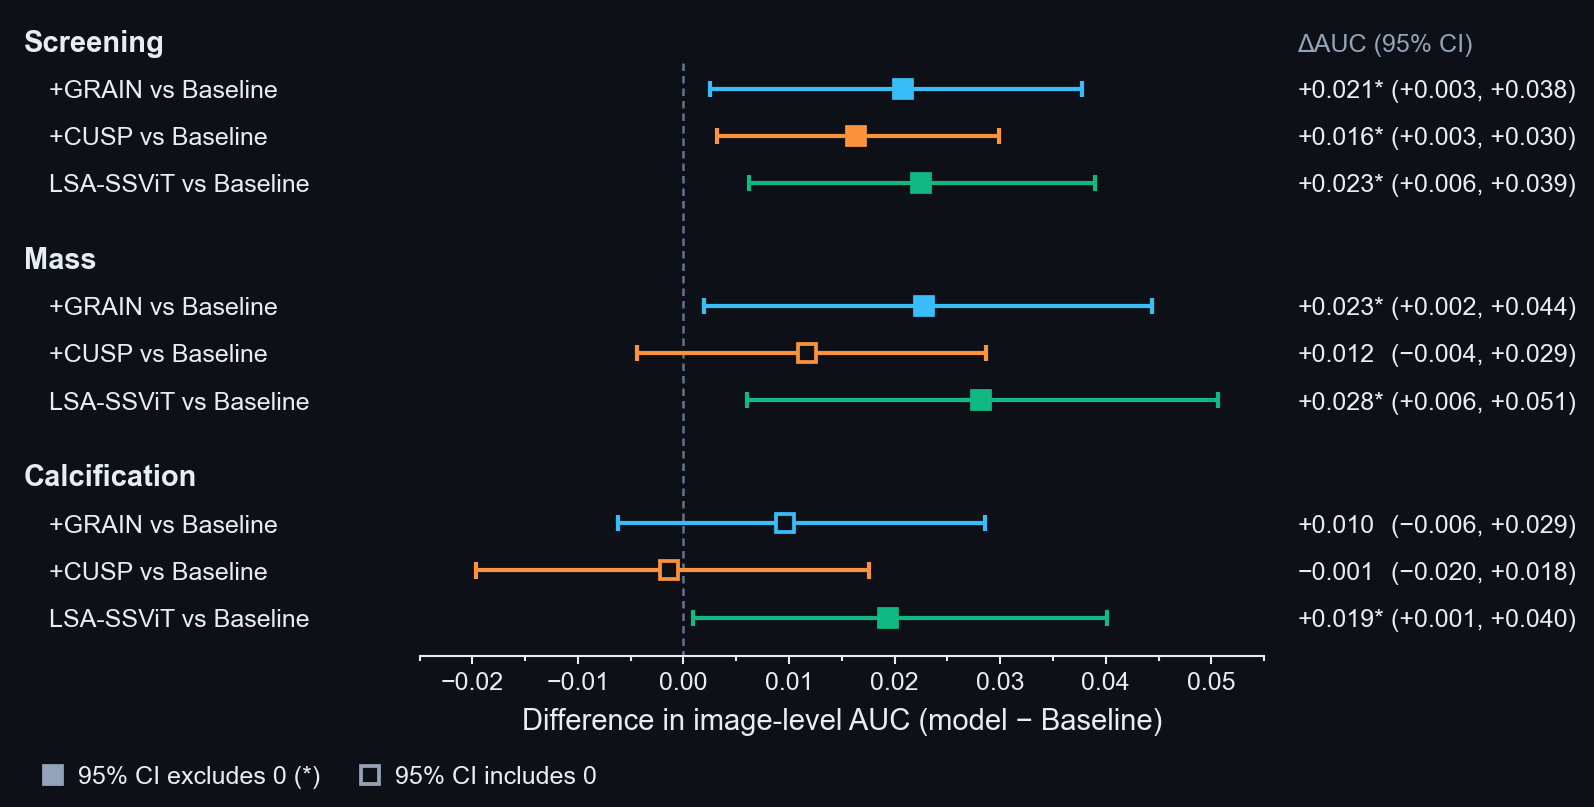 Screening
ΔAUC (95% CI)
+GRAIN vs Baseline +0.021* (+0.003, +0.038)
+CUSP vs Baseline +0.016* (+0.003, +0.030)
LSA-SSViT vs Baseline +0.023* (+0.006, +0.039)
Mass
+GRAIN vs Baseline +0.023* (+0.002, +0.044)
+CUSP vs Baseline +0.012 (−0.004, +0.029)
LSA-SSViT vs Baseline +0.028* (+0.006, +0.051)
Calcification
+GRAIN vs Baseline +0.010 (−0.006, +0.029)
+CUSP vs Baseline −0.001 (−0.020, +0.018)
LSA-SSViT vs Baseline +0.019* (+0.001, +0.040)
−0.02 −0.01 0.00 0.01 0.02 0.03 0.04 0.05
Difference in image-level AUC (model − Baseline)
95% CI excludes 0 (*) 95% CI includes 0